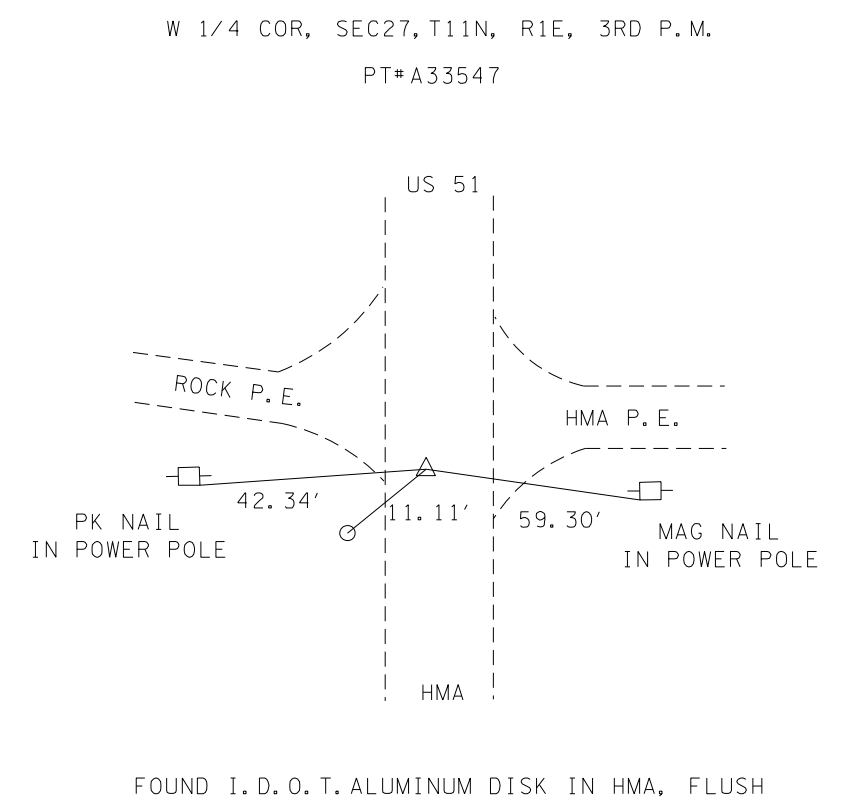 W 1/4 COR, SEC27, T11N, R1E, 3RD P.M.
PT#A33547
US 51
ROCK P.E.
HMA P.E.
42.34'
11.11'
59.30'
PK NAIL
IN POWER POLE
MAG NAIL
IN POWER POLE
HMA
FOUND I.D.O.T. ALUMINUM DISK IN HMA, FLUSH